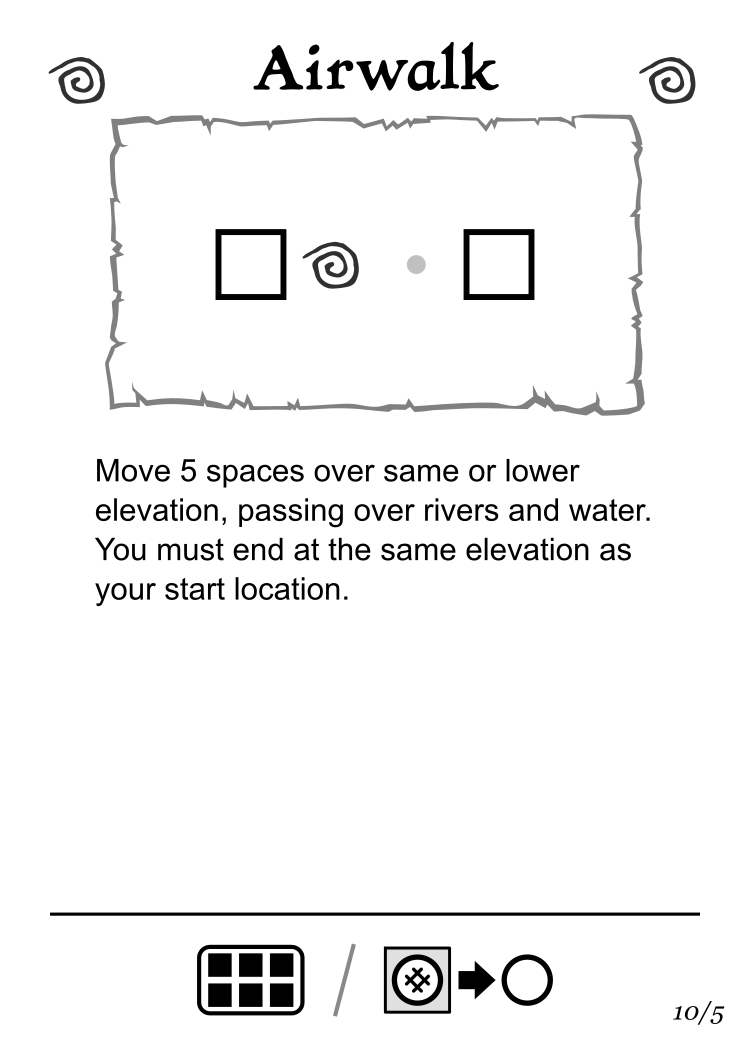 Airwalk
Move 5 spaces over same or lower
elevation, passing over rivers and water.
You must end at the same elevation as
your start location.
10/5